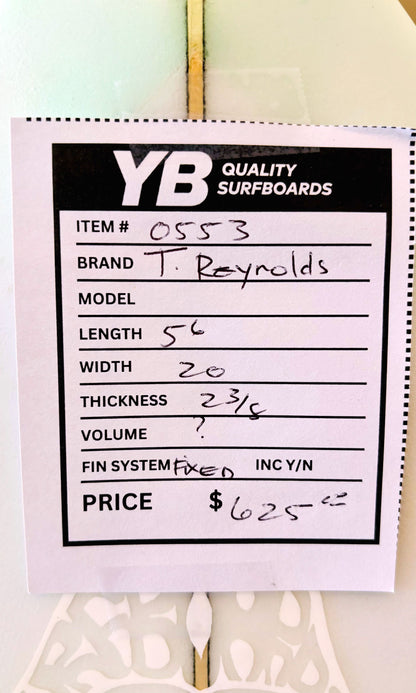 YB QUALITY
SURFBOARDS
ITEM # 0553
BRAND T. Reynolds
MODEL
LENGTH 5 6
WIDTH 20
THICKNESS 2 3/8
VOLUME ?
FIN SYSTEM FIXED INC Y/N
PRICE $ 625